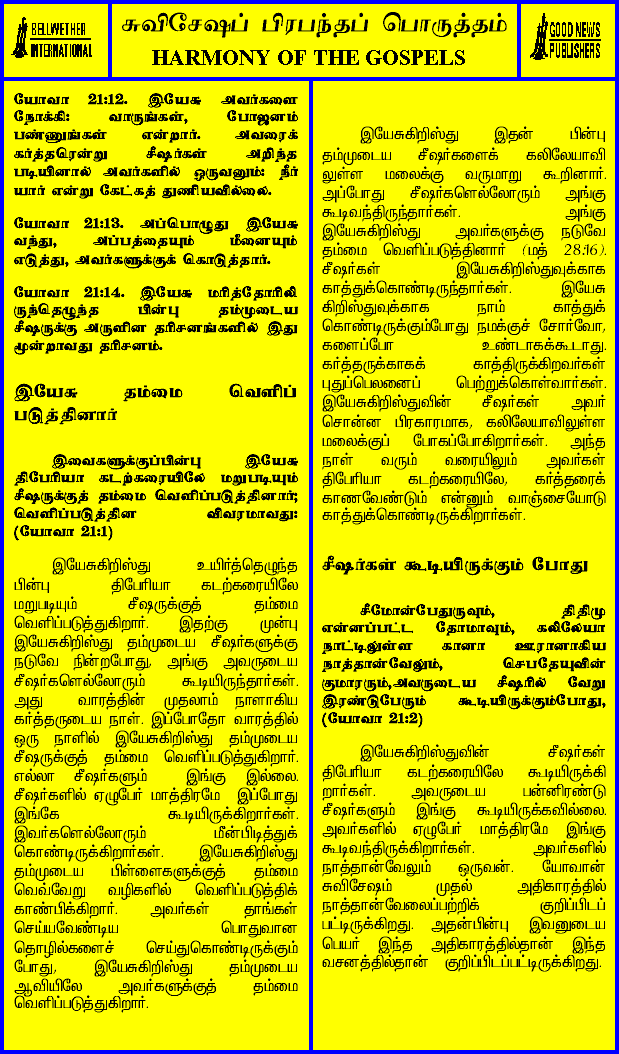 BELLWETHER
INTERNATIONAL
சுவிசேஷப் பிரபந்தப் பொருத்தம்
HARMONY OF THE GOSPELS
GOOD NEWS
PUBLISHERS
யோவா 21:12. இயேசு அவர்களை
நோக்கி: வாருங்கள், போஜனம்
பண்ணுங்கள் என்றார். அவரைக்
கர்த்தரென்று சீஷர்கள் அறிந்த
படியினால் அவர்களில் ஒருவனும்: நீர்
யார் என்று கேட்கத் துணியவில்லை.
யோவா 21:13. அப்பொழுது இயேசு
வந்து, அப்பத்தையும் மீனையும்
எடுத்து, அவர்களுக்குக் கொடுத்தார்.
யோவா 21:14. இயேசு மரித்தோரிலி
ருந்தெழுந்த பின்பு தம்முடைய
சீஷருக்கு அருளின தரிசனங்களில் இது
மூன்றாவது தரிசனம்.
இயேசு தம்மை வெளிப்
படுத்தினார்
இவைகளுக்குப்பின்பு இயேசு
திபேரியா கடற்கரையிலே மறுபடியும்
சீஷருக்குத் தம்மை வெளிப்படுத்தினார்;
வெளிப்படுத்தின விவரமாவது:
(யோவா 21:1)
இயேசுகிறிஸ்து உயிர்த்தெழுந்த
பின்பு திபேரியா கடற்கரையிலே
மறுபடியும் சீஷருக்குத் தம்மை
வெளிப்படுத்துகிறார். இதற்கு முன்பு
இயேசுகிறிஸ்து தம்முடைய சீஷர்களுக்கு
நடுவே நின்றபோது, அங்கு அவருடைய
சீஷர்களெல்லோரும் கூடியிருந்தார்கள்.
அது வாரத்தின் முதலாம் நாளாகிய
கர்த்தருடைய நாள். இப்போதோ வாரத்தில்
ஒரு நாளில் இயேசுகிறிஸ்து தம்முடைய
சீஷருக்குத் தம்மை வெளிப்படுத்துகிறார்.
எல்லா சீஷர்களும் இங்கு இல்லை.
சீஷர்களில் ஏழுபேர் மாத்திரமே இப்போது
இங்கே கூடியிருக்கிறார்கள்.
இவர்களெல்லோரும் மீன்பிடித்துக்
கொண்டிருக்கிறார்கள். இயேசுகிறிஸ்து
தம்முடைய பிள்ளைகளுக்குத் தம்மை
வெவ்வேறு வழிகளில் வெளிப்படுத்திக்
காண்பிக்கிறார். அவர்கள் தாங்கள்
செய்யவேண்டிய பொதுவான
தொழில்களைச் செய்துகொண்டிருக்கும்
போது, இயேசுகிறிஸ்து தம்முடைய
ஆவியிலே அவர்களுக்குத் தம்மை
வெளிப்படுத்துகிறார்.
இயேசுகிறிஸ்து இதன் பின்பு
தம்முடைய சீஷர்களைக் கலிலேயாவி
லுள்ள மலைக்கு வருமாறு கூறினார்.
அப்போது சீஷர்களெல்லோரும் அங்கு
கூடிவந்திருந்தார்கள். அங்கு
இயேசுகிறிஸ்து அவர்களுக்கு நடுவே
தம்மை வெளிப்படுத்தினார் (மத் 28:16).
சீஷர்கள் இயேசுகிறிஸ்துவுக்காக
காத்துக்கொண்டிருந்தார்கள். இயேசு
கிறிஸ்துவுக்காக நாம் காத்துக்
கொண்டிருக்கும்போது நமக்குச் சோர்வோ,
களைப்போ உண்டாகக்கூடாது.
கர்த்தருக்காகக் காத்திருக்கிறவர்கள்
புதுப்பெலனைப் பெற்றுக்கொள்வார்கள்.
இயேசுகிறிஸ்துவின் சீஷர்கள் அவர்
சொன்ன பிரகாரமாக, கலிலேயாவிலுள்ள
மலைக்குப் போகப்போகிறார்கள். அந்த
நாள் வரும் வரையிலும் அவர்கள்
திபேரியா கடற்கரையிலே, கர்த்தரைக்
காணவேண்டும் என்னும் வாஞ்சையோடு
காத்துக்கொண்டிருக்கிறார்கள்.
சீஷர்கள் கூடியிருக்கும் போது
சீமோன்பேதுருவும், திதிமு
என்னப்பட்ட தோமாவும், கலிலேயா
நாட்டிலுள்ள கானா ஊரானாகிய
நாத்தான்வேலும், செபதேயுவின்
குமாரரும்,அவருடைய சீஷரில் வேறு
இரண்டுபேரும் கூடியிருக்கும்போது,
(யோவா 21:2)
இயேசுகிறிஸ்துவின் சீஷர்கள்
திபேரியா கடற்கரையிலே கூடியிருக்கி
றார்கள். அவருடைய பன்னிரண்டு
சீஷர்களும் இங்கு கூடியிருக்கவில்லை.
அவர்களில் ஏழுபேர் மாத்திரமே இங்கு
கூடிவந்திருக்கிறார்கள். அவர்களில்
நாத்தான்வேலும் ஒருவன். யோவான்
சுவிசேஷம் முதல் அதிகாரத்தில்
நாத்தான்வேலைப்பற்றிக் குறிப்பிடப்
பட்டிருக்கிறது. அதன்பின்பு இவனுடைய
பெயர் இந்த அதிகாரத்தில்தான் இந்த
வசனத்தில்தான் குறிப்பிடப்பட்டிருக்கிறது.